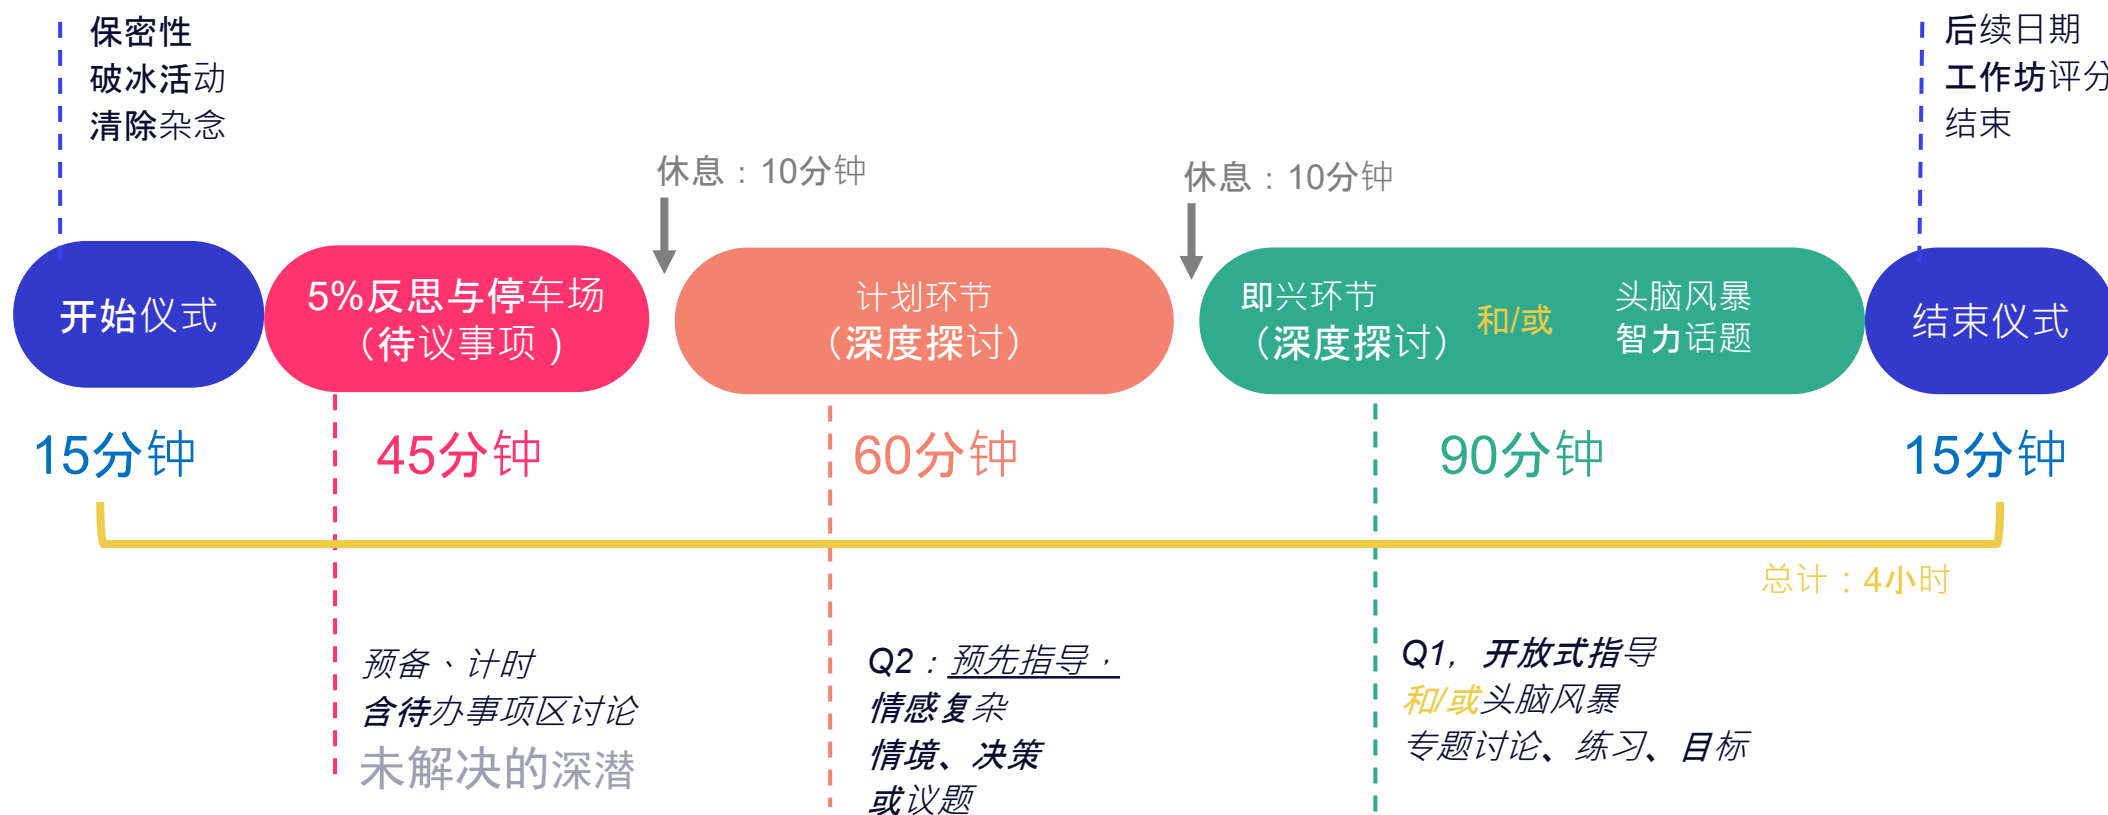 保密性
破冰活动
清除杂念
后续日期
工作坊评分
结束
休息：10分钟
休息：10分钟
开始仪式
5%反思与停车场
（待议事项）
计划环节
（深度探讨）
即兴环节
（深度探讨）
和/或
头脑风暴
智力话题
结束仪式
15分钟
45分钟
60分钟
90分钟
15分钟
总计：4小时
预备、计时
含待办事项区讨论
未解决的深潜
Q2：预先指导，
情感复杂
情境、决策
或议题
Q1，开放式指导
和/或头脑风暴
专题讨论、练习、目标